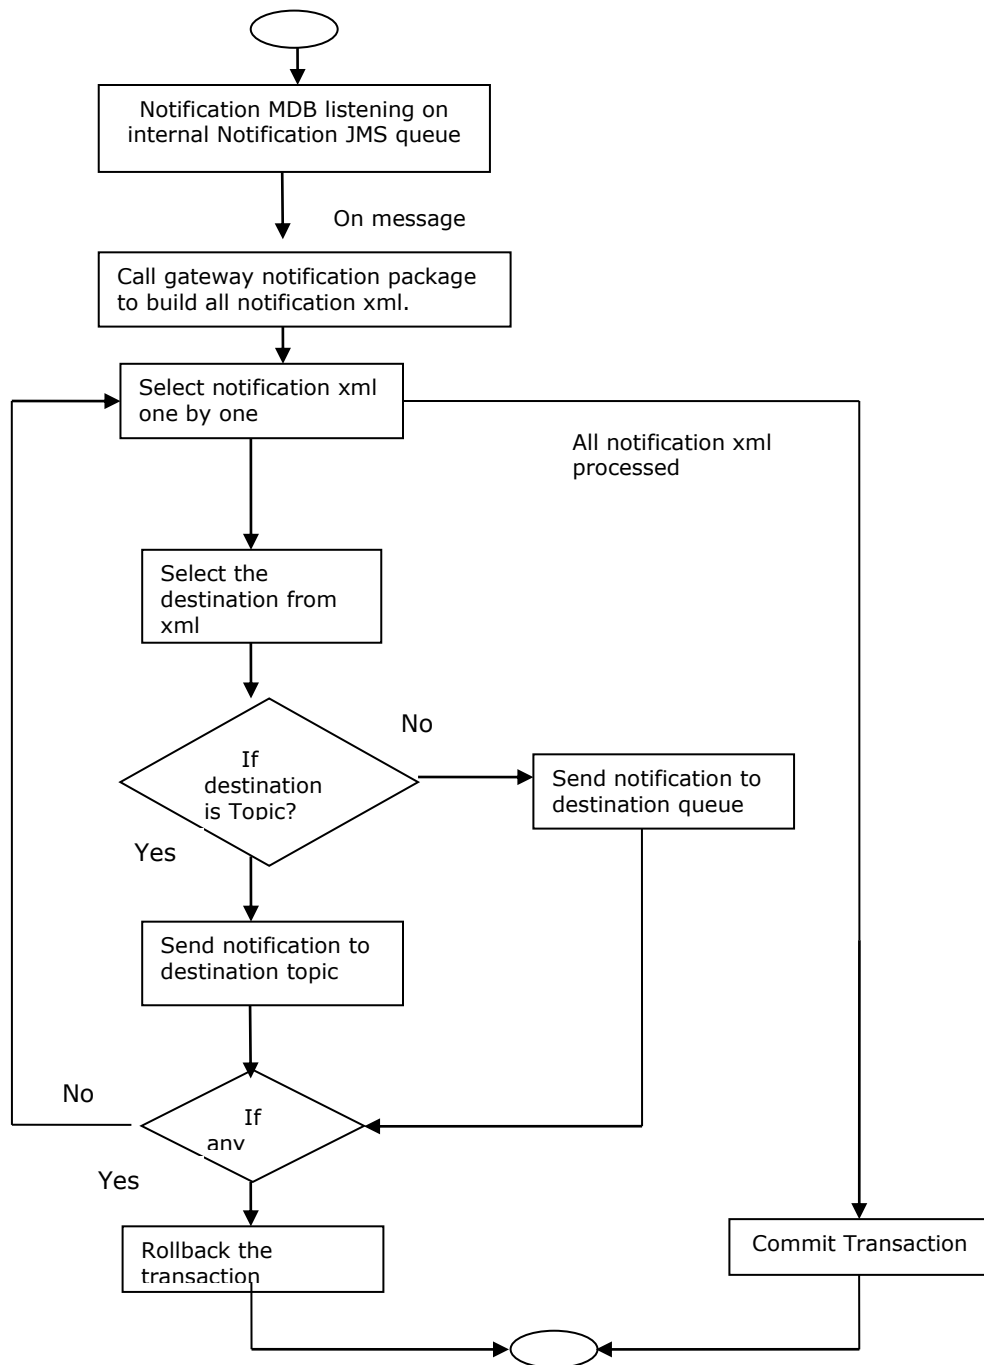 Notification MDB listening on
internal Notification JMS queue
On message
Call gateway notification package
to build all notification xml.
Select notification xml
one by one
All notification xml
processed
Select the
destination from
xml
No
If
destination
is Topic?
Send notification to
destination queue
Yes
Send notification to
destination topic
No
If
any
Yes
Rollback the
transaction
Commit Transaction